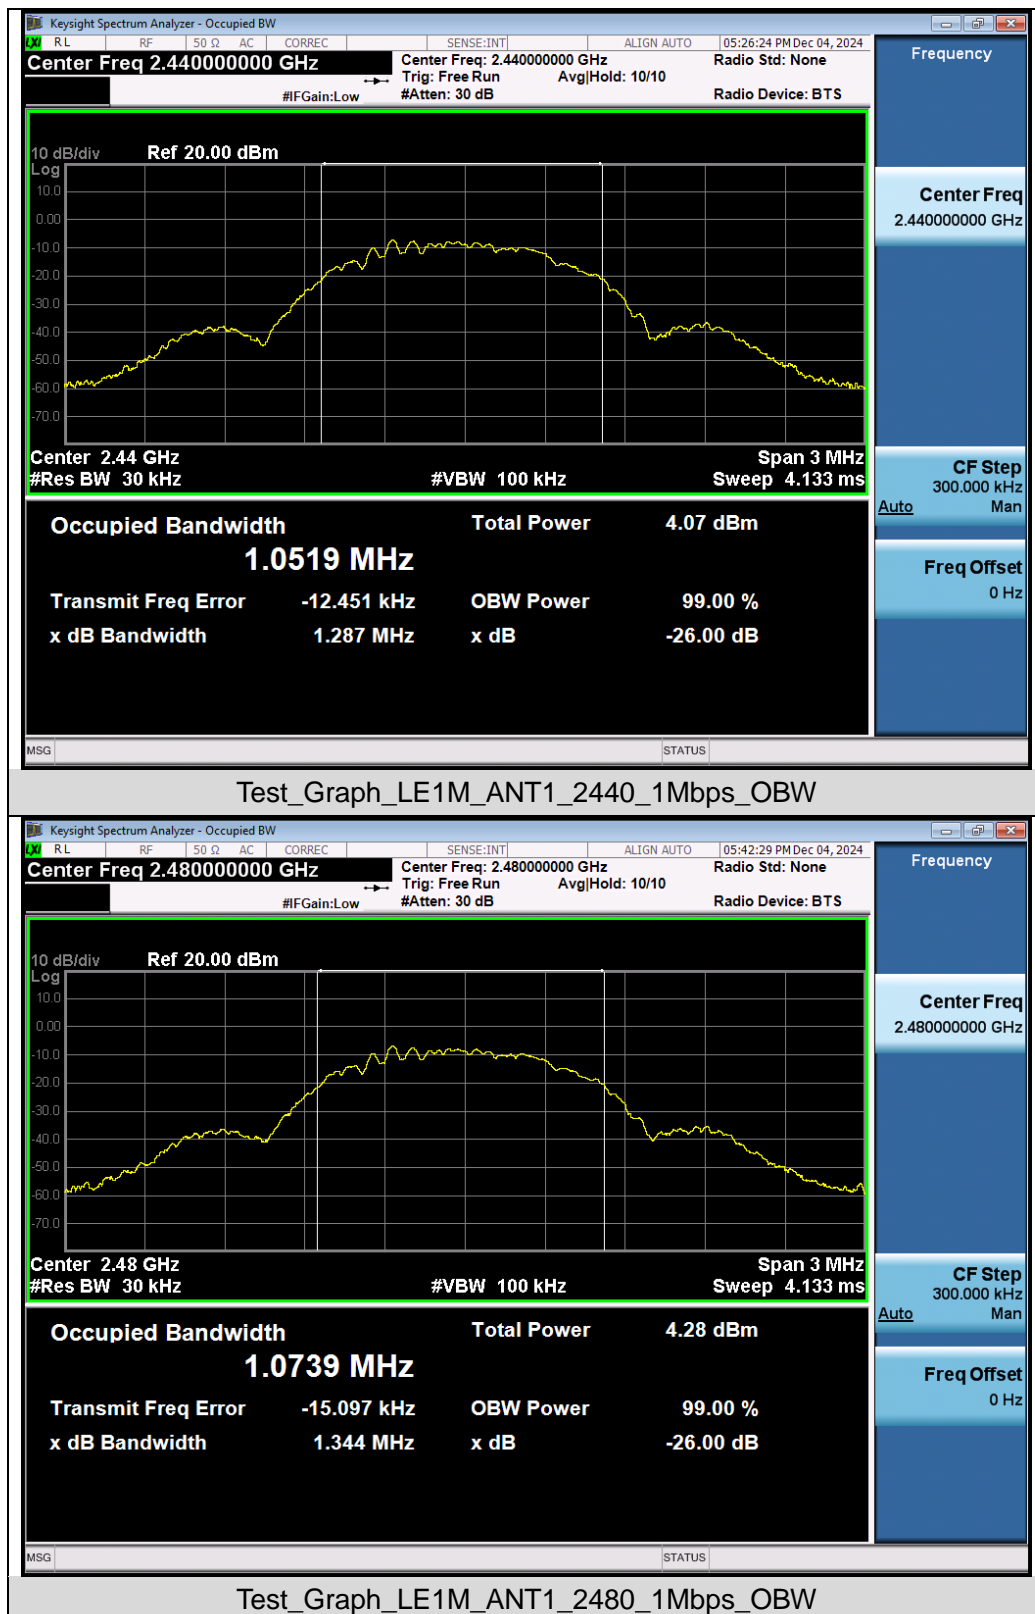 Keysight Spectrum Analyzer - Occupied BW
LXI RL RF 50 Ω AC CORREC SENSE:INT ALIGN AUTO 05:26:24 PM Dec 04, 2024
Center Freq 2.440000000 GHz
Center Freq: 2.440000000 GHz
Radio Std: None
Trig: Free Run Avg|Hold: 10/10
#IFGain:Low
#Atten: 30 dB
Radio Device: BTS
Frequency
10 dB/div Ref 20.00 dBm
Log
10.0
0.00
-10.0
-20.0
-30.0
-40.0
-50.0
-60.0
-70.0
Center Freq
2.440000000 GHz
Center 2.44 GHz Span 3 MHz
#Res BW 30 kHz #VBW 100 kHz Sweep 4.133 ms
CF Step
300.000 kHz
Auto Man
Occupied Bandwidth Total Power 4.07 dBm
1.0519 MHz
Freq Offset
0 Hz
Transmit Freq Error -12.451 kHz OBW Power 99.00 %
x dB Bandwidth 1.287 MHz x dB -26.00 dB
MSG STATUS
Test_Graph_LE1M_ANT1_2440_1Mbps_OBW
Keysight Spectrum Analyzer - Occupied BW
LXI RL RF 50 Ω AC CORREC SENSE:INT ALIGN AUTO 05:42:29 PM Dec 04, 2024
Center Freq 2.480000000 GHz
Center Freq: 2.480000000 GHz
Radio Std: None
Trig: Free Run Avg|Hold: 10/10
#IFGain:Low
#Atten: 30 dB
Radio Device: BTS
Frequency
10 dB/div Ref 20.00 dBm
Log
10.0
0.00
-10.0
-20.0
-30.0
-40.0
-50.0
-60.0
-70.0
Center Freq
2.480000000 GHz
Center 2.48 GHz Span 3 MHz
#Res BW 30 kHz #VBW 100 kHz Sweep 4.133 ms
CF Step
300.000 kHz
Auto Man
Occupied Bandwidth Total Power 4.28 dBm
1.0739 MHz
Freq Offset
0 Hz
Transmit Freq Error -15.097 kHz OBW Power 99.00 %
x dB Bandwidth 1.344 MHz x dB -26.00 dB
MSG STATUS
Test_Graph_LE1M_ANT1_2480_1Mbps_OBW